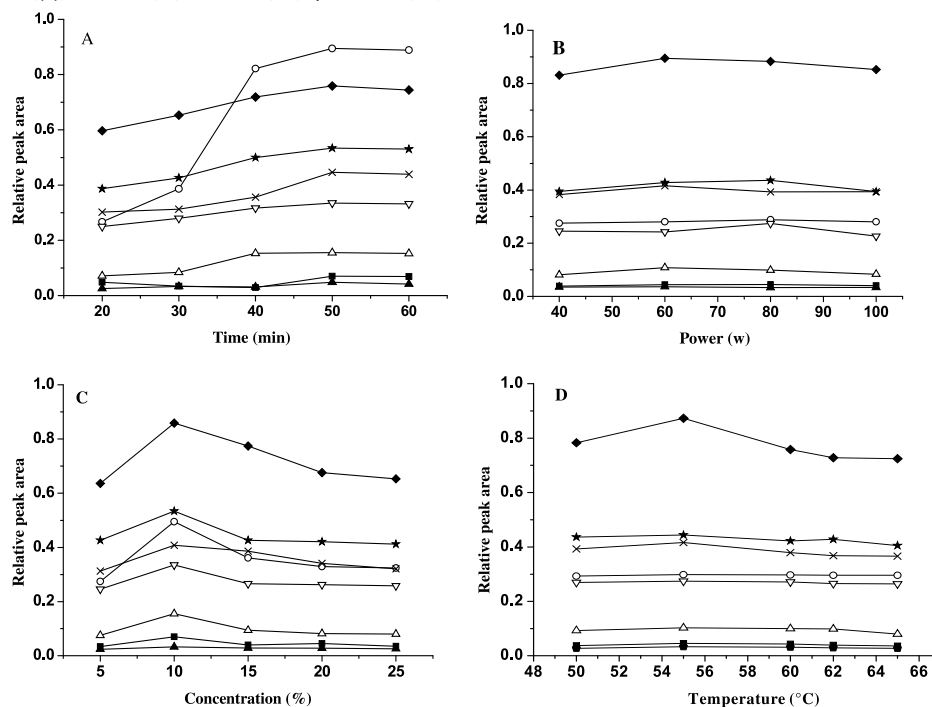 A
1.0
0.8
0.6
0.4
0.2
0.0
Relative peak area
20 30 40 50 60
Time (min)
B
1.0
0.8
0.6
0.4
0.2
0.0
Relative peak area
40 50 60 70 80 90 100
Power (w)
C
1.0
0.8
0.6
0.4
0.2
0.0
Relative peak area
5 10 15 20 25
Concentration (%)
D
1.0
0.8
0.6
0.4
0.2
0.0
Relative peak area
48 50 52 54 56 58 60 62 64 66
Temperature (°C)